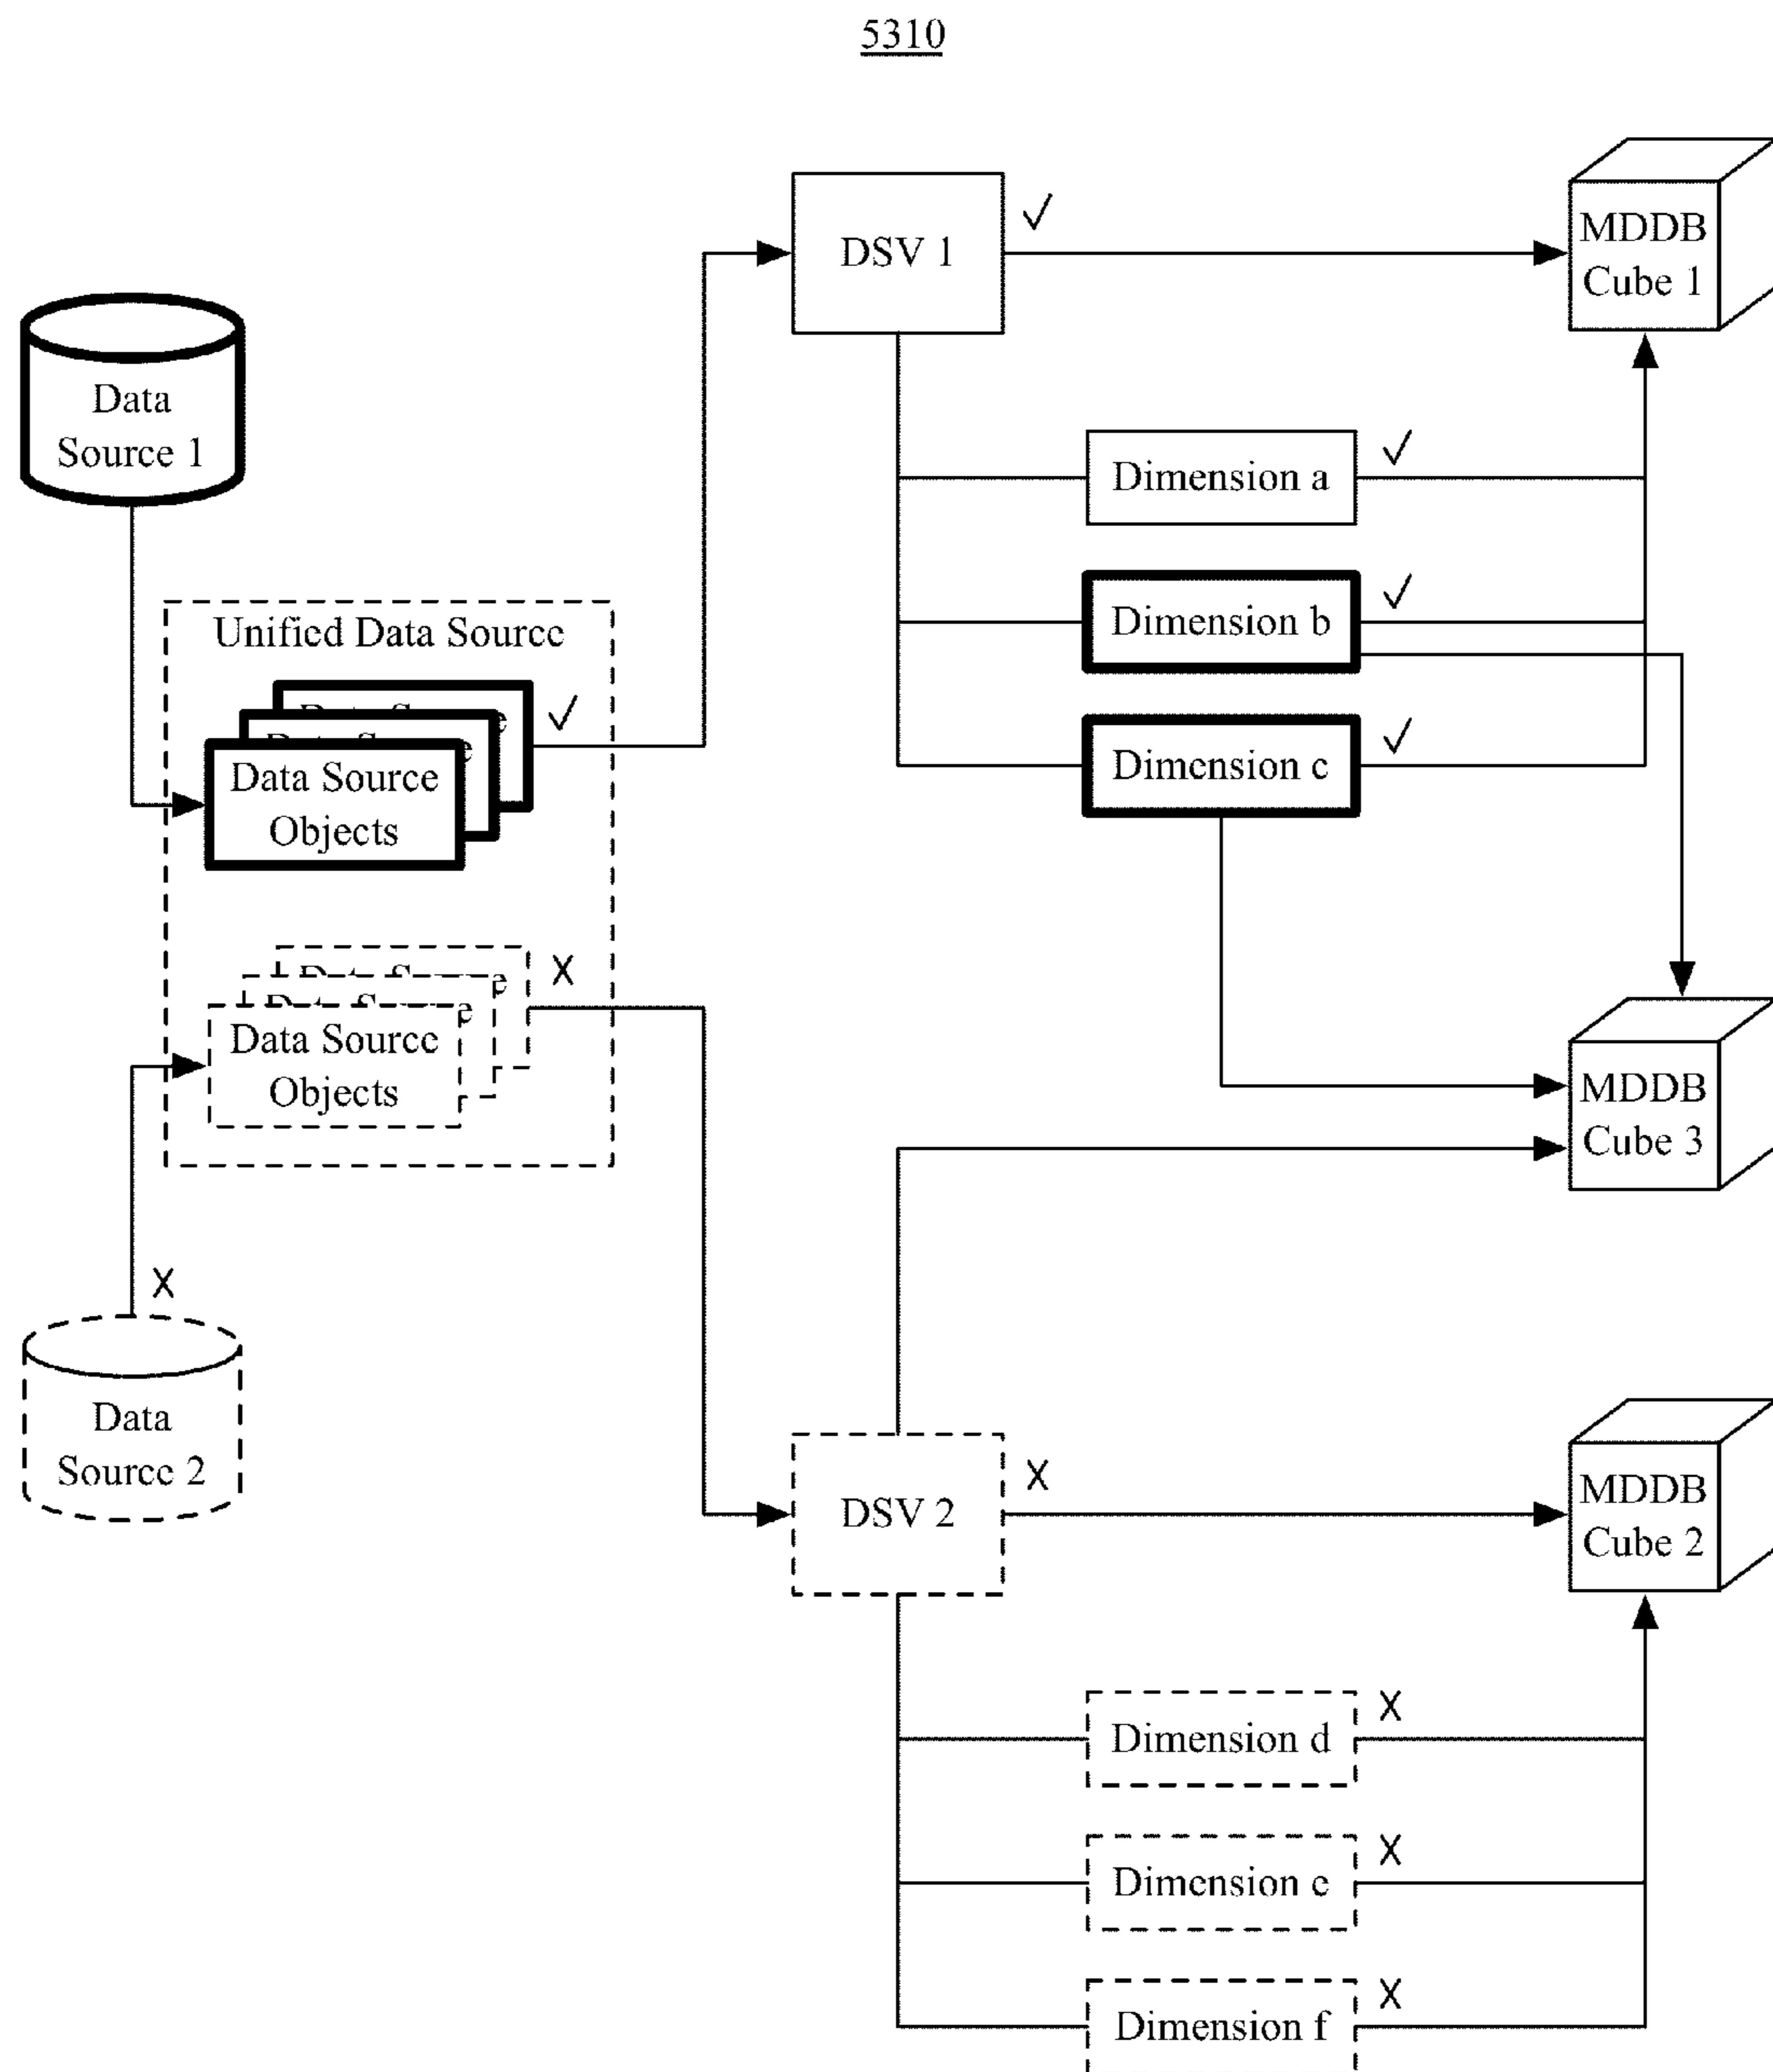 5310
DSV 1
✓
MDDB
Cube 1
Data
Source 1
Dimension a
✓
Dimension b
✓
Dimension c
✓
Unified Data Source
✓
Data Source
Objects
X
Data Source
Objects
MDDB
Cube 3
X
Data
Source 2
DSV 2
X
MDDB
Cube 2
Dimension d
X
Dimension e
X
Dimension f
X